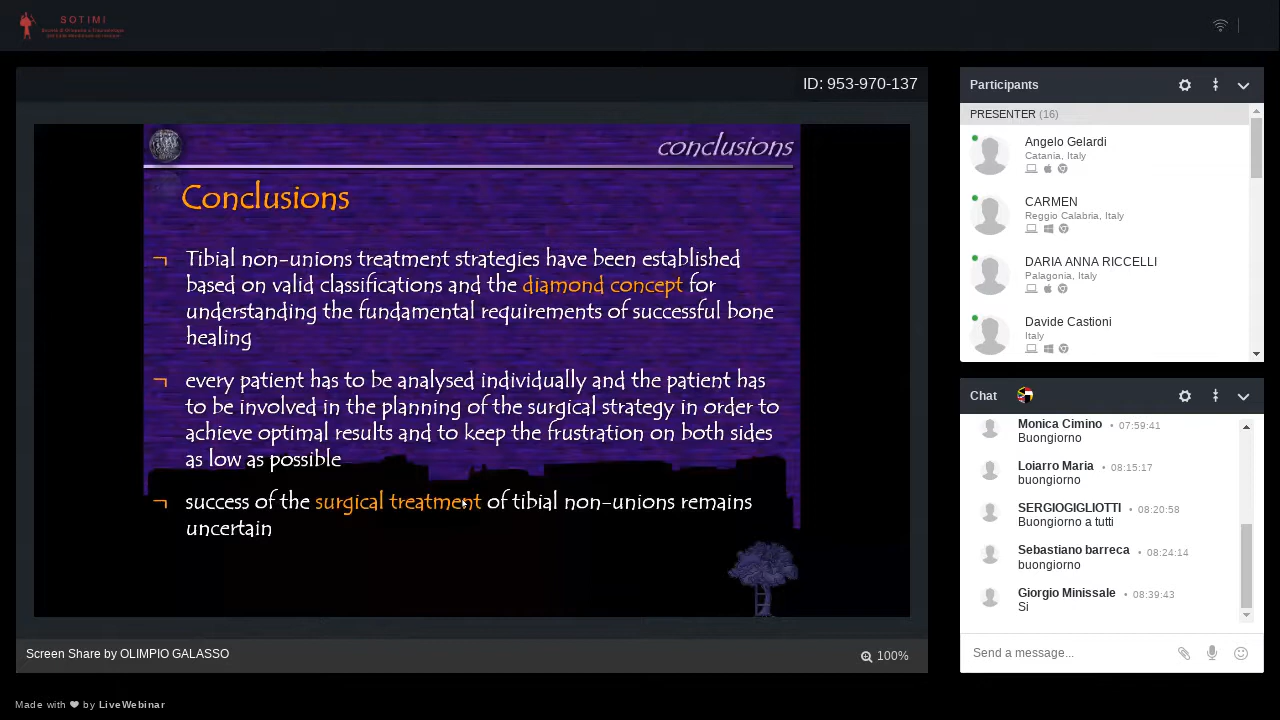 SOTIMI
ID: 953-970-137
conclusions
Conclusions
¬ Tibial non-unions treatment strategies have been established
based on valid classifications and the diamond concept for
understanding the fundamental requirements of successful bone
healing
¬ every patient has to be analysed individually and the patient has
to be involved in the planning of the surgical strategy in order to
achieve optimal results and to keep the frustration on both sides
as low as possible
¬ success of the surgical treatment of tibial non-unions remains
uncertain
Screen Share by OLIMPIO GALASSO
100%
Made with ❤ by LiveWebinar
Participants
PRESENTER (16)
Angelo Gelardi
Catania, Italy
CARMEN
Reggio Calabria, Italy
DARIA ANNA RICCELLI
Palagonia, Italy
Davide Castioni
Italy
Chat
Monica Cimino • 07:59:41
Buongiorno
Loiarro Maria • 08:15:17
buongiorno
SERGIOGIGLIOTTI • 08:20:58
Buongiorno a tutti
Sebastiano barreca • 08:24:14
buongiorno
Giorgio Minissale • 08:39:43
Si
Send a message...